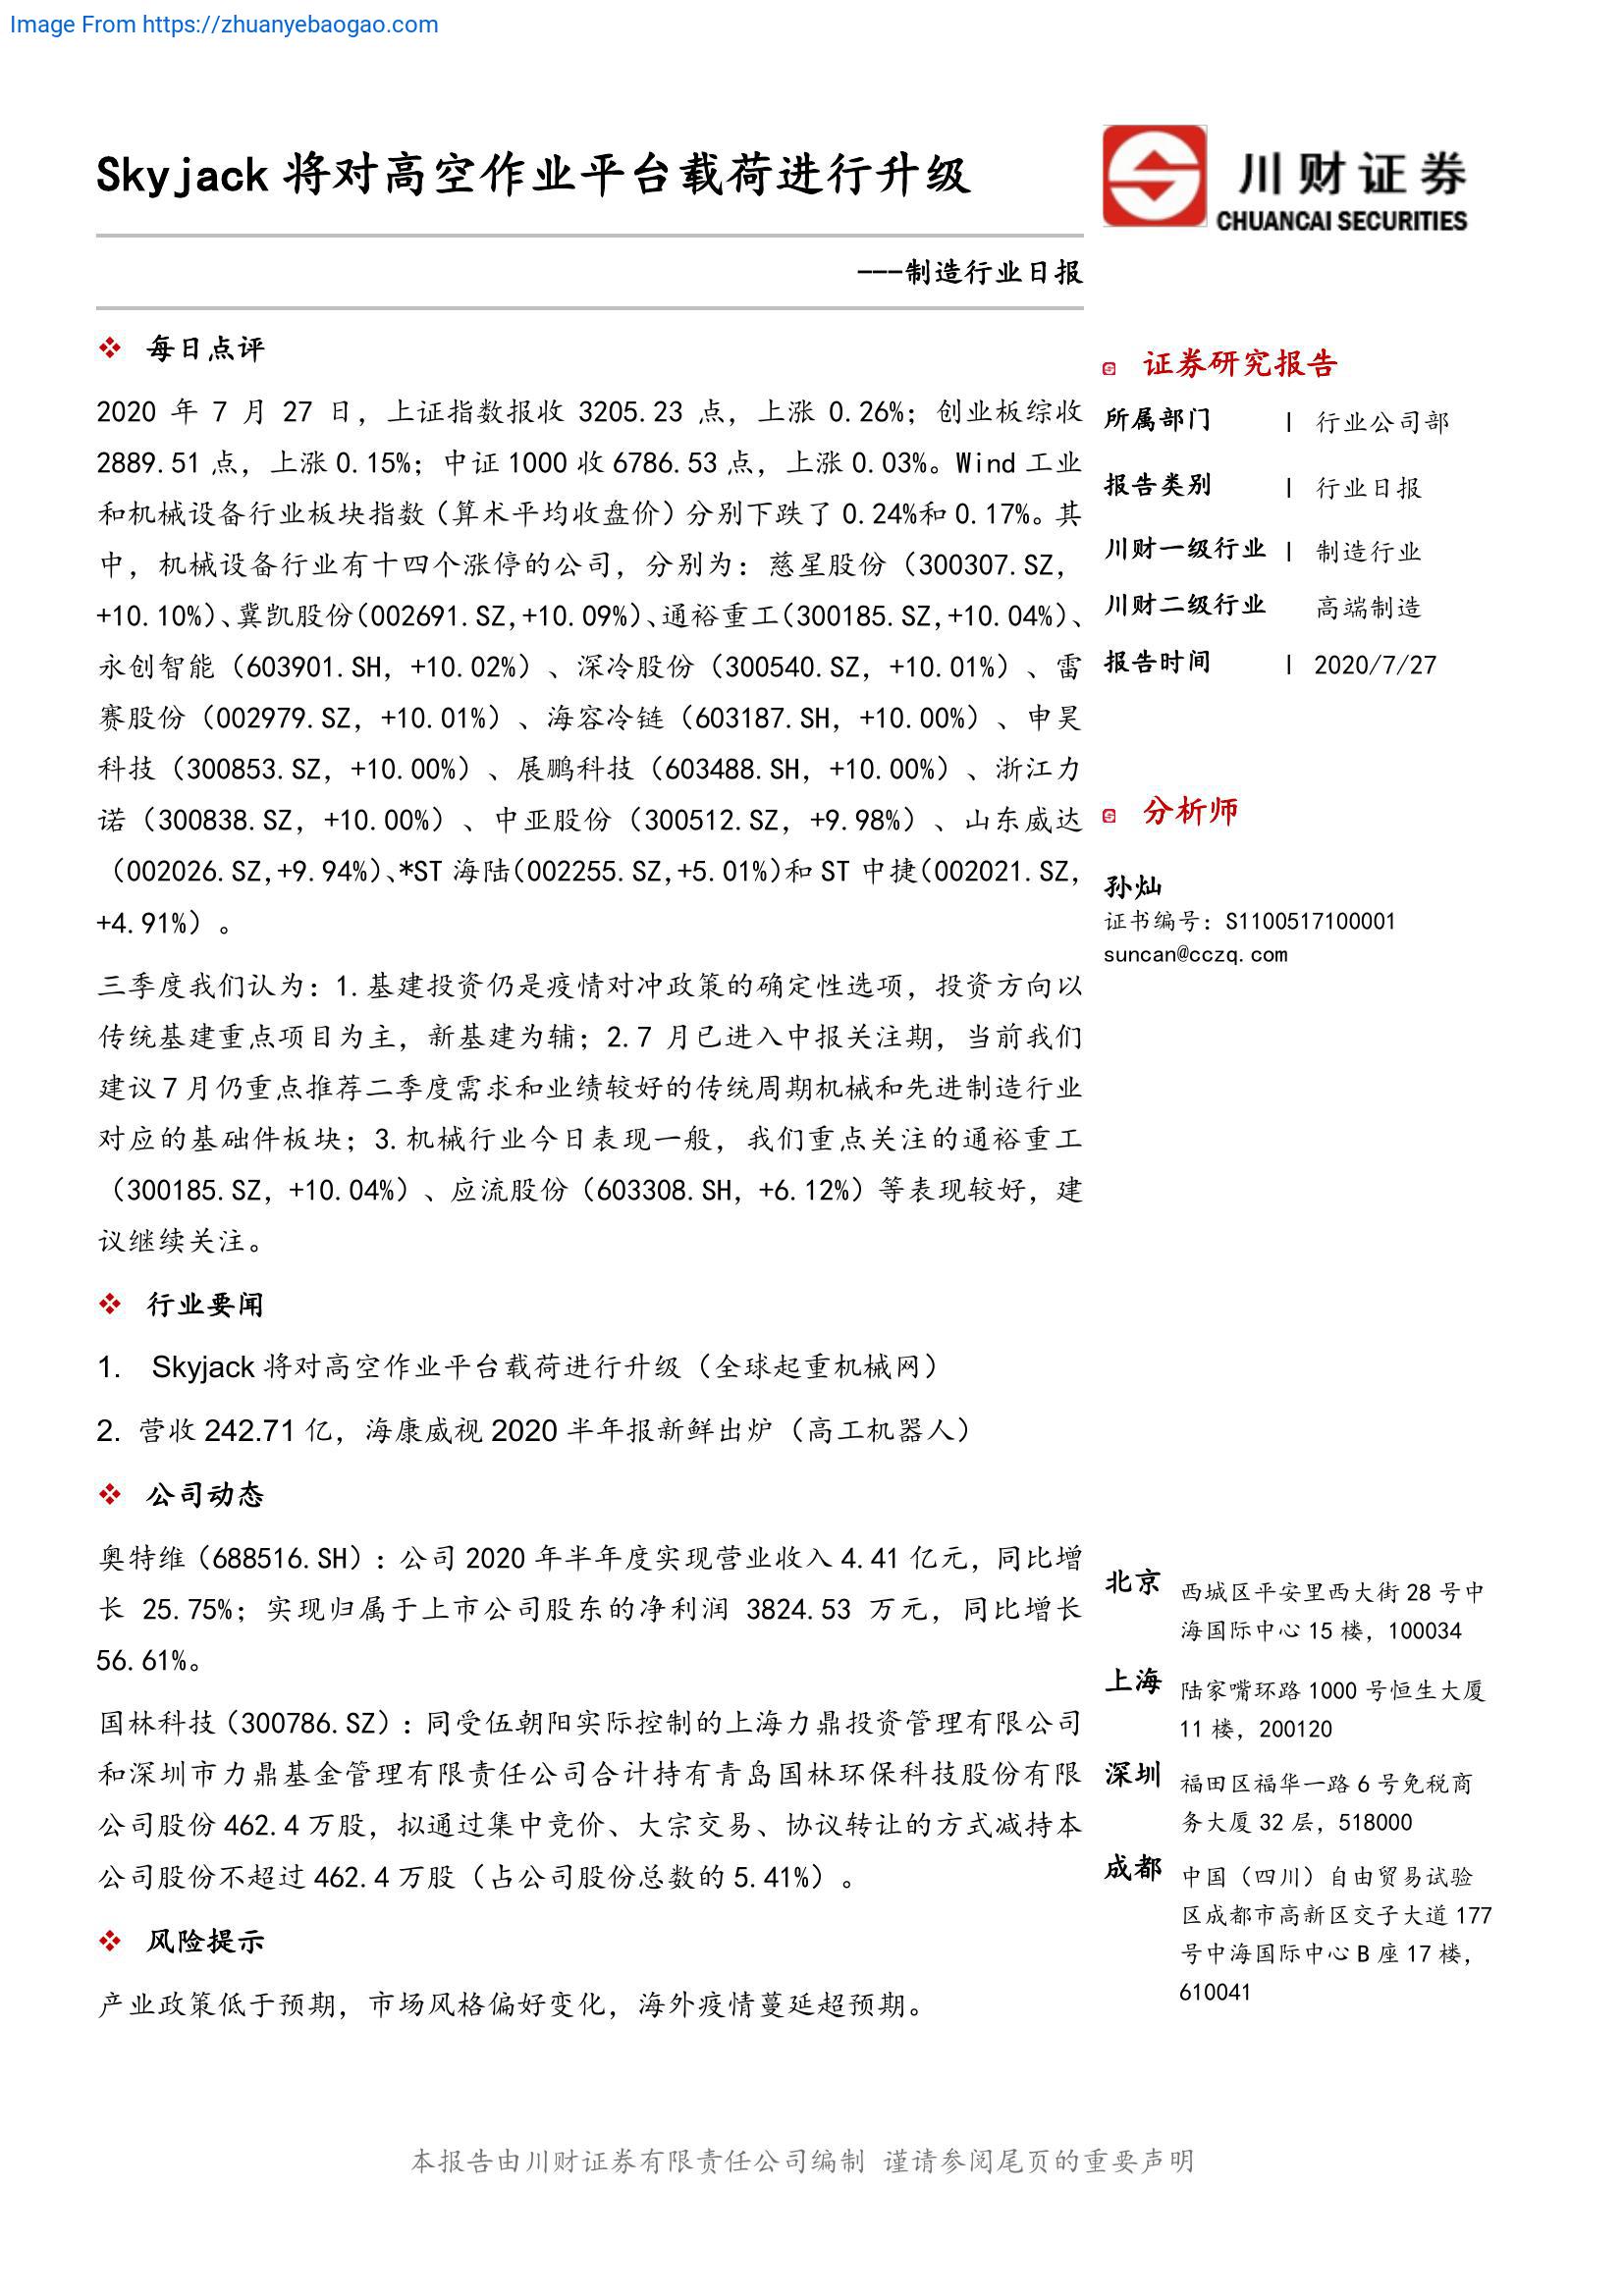 Image From https://zhuanyebaogao.com
Skyjack 将对高空作业平台载荷进行升级
川财证券
CHUANCAI SECURITIES
---制造行业日报
每日点评
2020 年 7 月 27 日，上证指数报收 3205.23 点，上涨 0.26%；创业板综收
2889.51 点，上涨 0.15%；中证 1000 收 6786.53 点，上涨 0.03%。Wind 工业
和机械设备行业板块指数（算术平均收盘价）分别下跌了 0.24%和 0.17%。其
中，机械设备行业有十四个涨停的公司，分别为：慈星股份（300307.SZ，
+10.10%）、冀凯股份（002691.SZ,+10.09%）、通裕重工（300185.SZ,+10.04%）、
永创智能（603901.SH，+10.02%）、深冷股份（300540.SZ，+10.01%）、雷
赛股份（002979.SZ，+10.01%）、海容冷链（603187.SH，+10.00%）、申昊
科技（300853.SZ，+10.00%）、展鹏科技（603488.SH，+10.00%）、浙江力
诺（300838.SZ，+10.00%）、中亚股份（300512.SZ，+9.98%）、山东威达
（002026.SZ,+9.94%）、*ST 海陆（002255.SZ,+5.01%）和 ST 中捷（002021.SZ，
+4.91%）。
三季度我们认为：1.基建投资仍是疫情对冲政策的确定性选项，投资方向以
传统基建重点项目为主，新基建为辅；2.7 月已进入中报关注期，当前我们
建议 7 月仍重点推荐二季度需求和业绩较好的传统周期机械和先进制造行业
对应的基础件板块；3.机械行业今日表现一般，我们重点关注的通裕重工
（300185.SZ，+10.04%）、应流股份（603308.SH，+6.12%）等表现较好，建
议继续关注。
行业要闻
1. Skyjack 将对高空作业平台载荷进行升级（全球起重机械网）
2. 营收 242.71 亿，海康威视 2020 半年报新鲜出炉（高工机器人）
公司动态
奥特维（688516.SH）：公司 2020 年半年度实现营业收入 4.41 亿元，同比增
长 25.75%；实现归属于上市公司股东的净利润 3824.53 万元，同比增长
56.61%。
国林科技（300786.SZ）：同受伍朝阳实际控制的上海力鼎投资管理有限公司
和深圳市力鼎基金管理有限责任公司合计持有青岛国林环保科技股份有限
公司股份 462.4 万股，拟通过集中竞价、大宗交易、协议转让的方式减持本
公司股份不超过 462.4 万股（占公司股份总数的 5.41%）。
风险提示
产业政策低于预期，市场风格偏好变化，海外疫情蔓延超预期。
证券研究报告
所属部门 | 行业公司部
报告类别 | 行业日报
川财一级行业 | 制造行业
川财二级行业 高端制造
报告时间 | 2020/7/27
分析师
孙灿
证书编号：S1100517100001
suncan@cczq.com
北京 西城区平安里西大街 28 号中
海国际中心 15 楼，100034
上海 陆家嘴环路 1000 号恒生大厦
11 楼，200120
深圳 福田区福华一路 6 号免税商
务大厦 32 层，518000
成都 中国（四川）自由贸易试验
区成都市高新区交子大道 177
号中海国际中心 B 座 17 楼，
610041
本报告由川财证券有限责任公司编制 谨请参阅尾页的重要声明